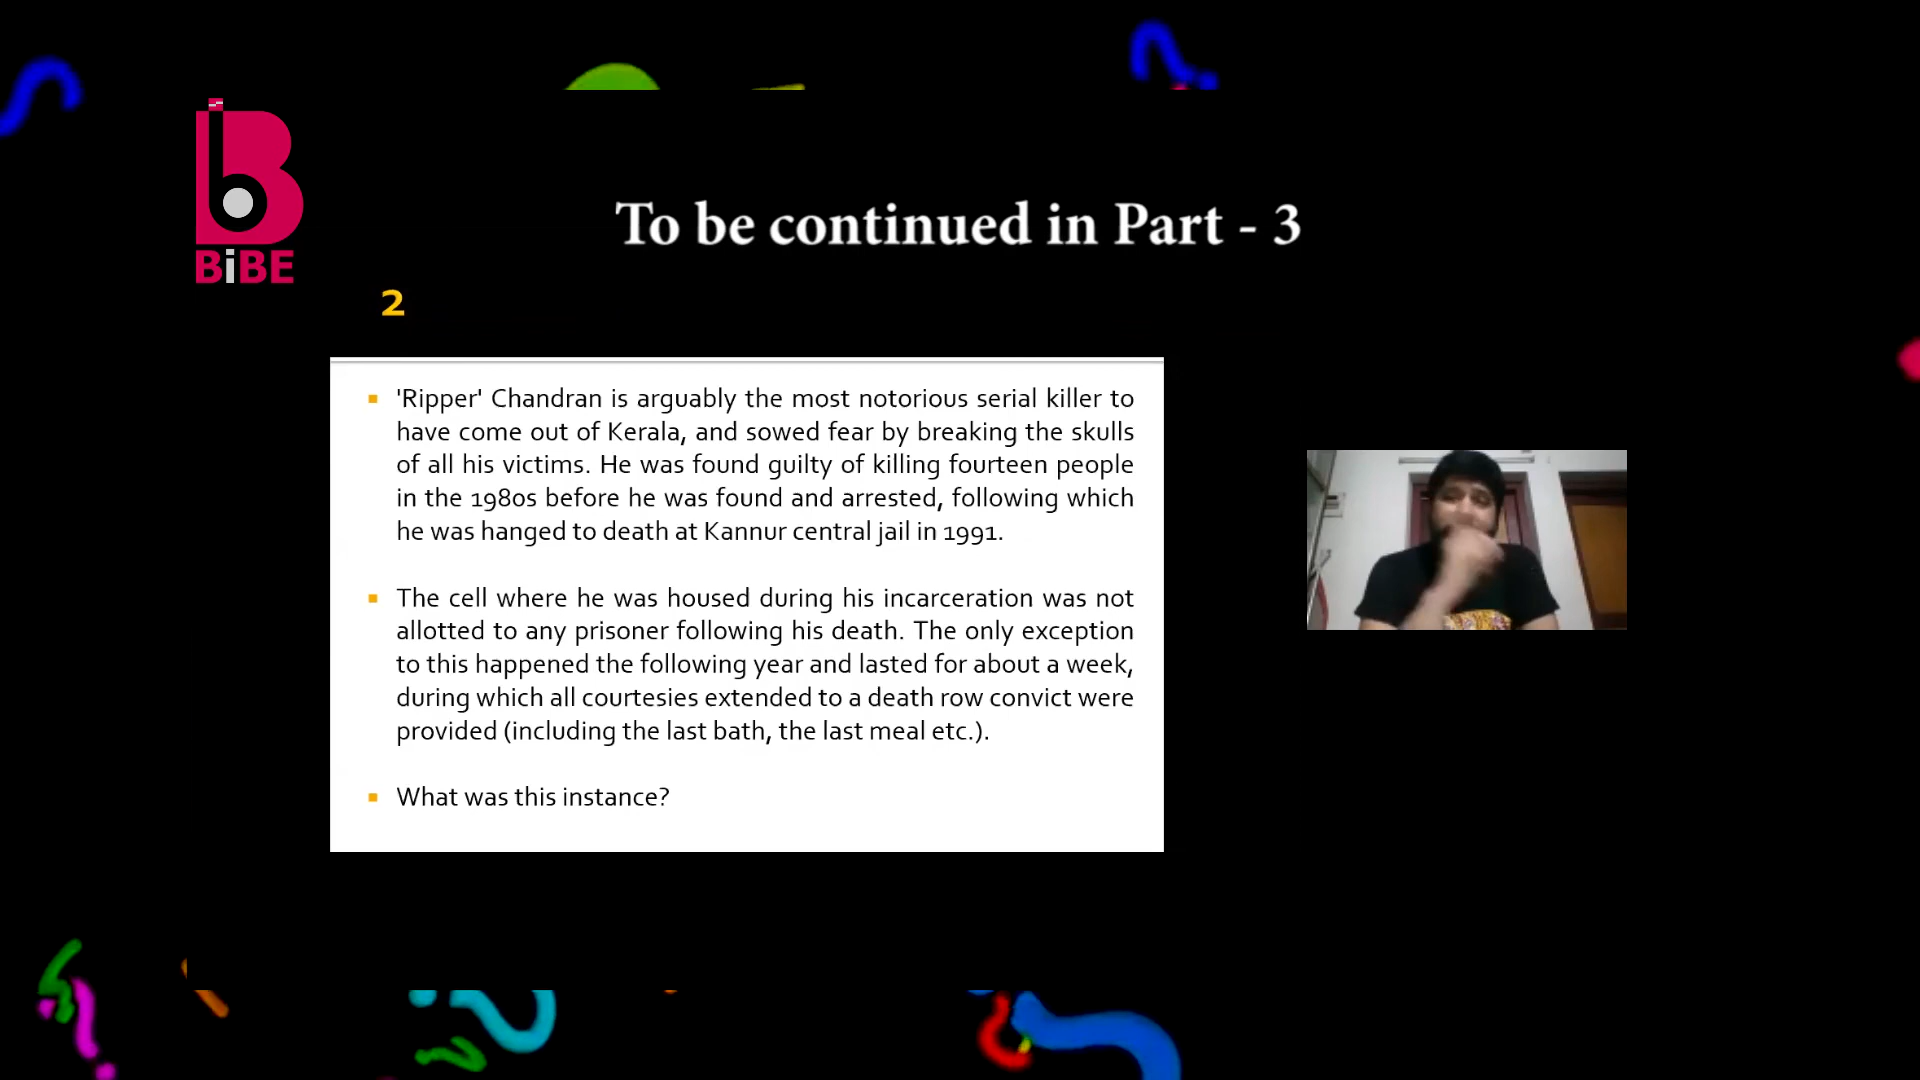 BiBE
To be continued in Part - 3
2
'Ripper' Chandran is arguably the most notorious serial killer to
have come out of Kerala, and sowed fear by breaking the skulls
of all his victims. He was found guilty of killing fourteen people
in the 1980s before he was found and arrested, following which
he was hanged to death at Kannur central jail in 1991.
The cell where he was housed during his incarceration was not
allotted to any prisoner following his death. The only exception
to this happened the following year and lasted for about a week,
during which all courtesies extended to a death row convict were
provided (including the last bath, the last meal etc.).
What was this instance?